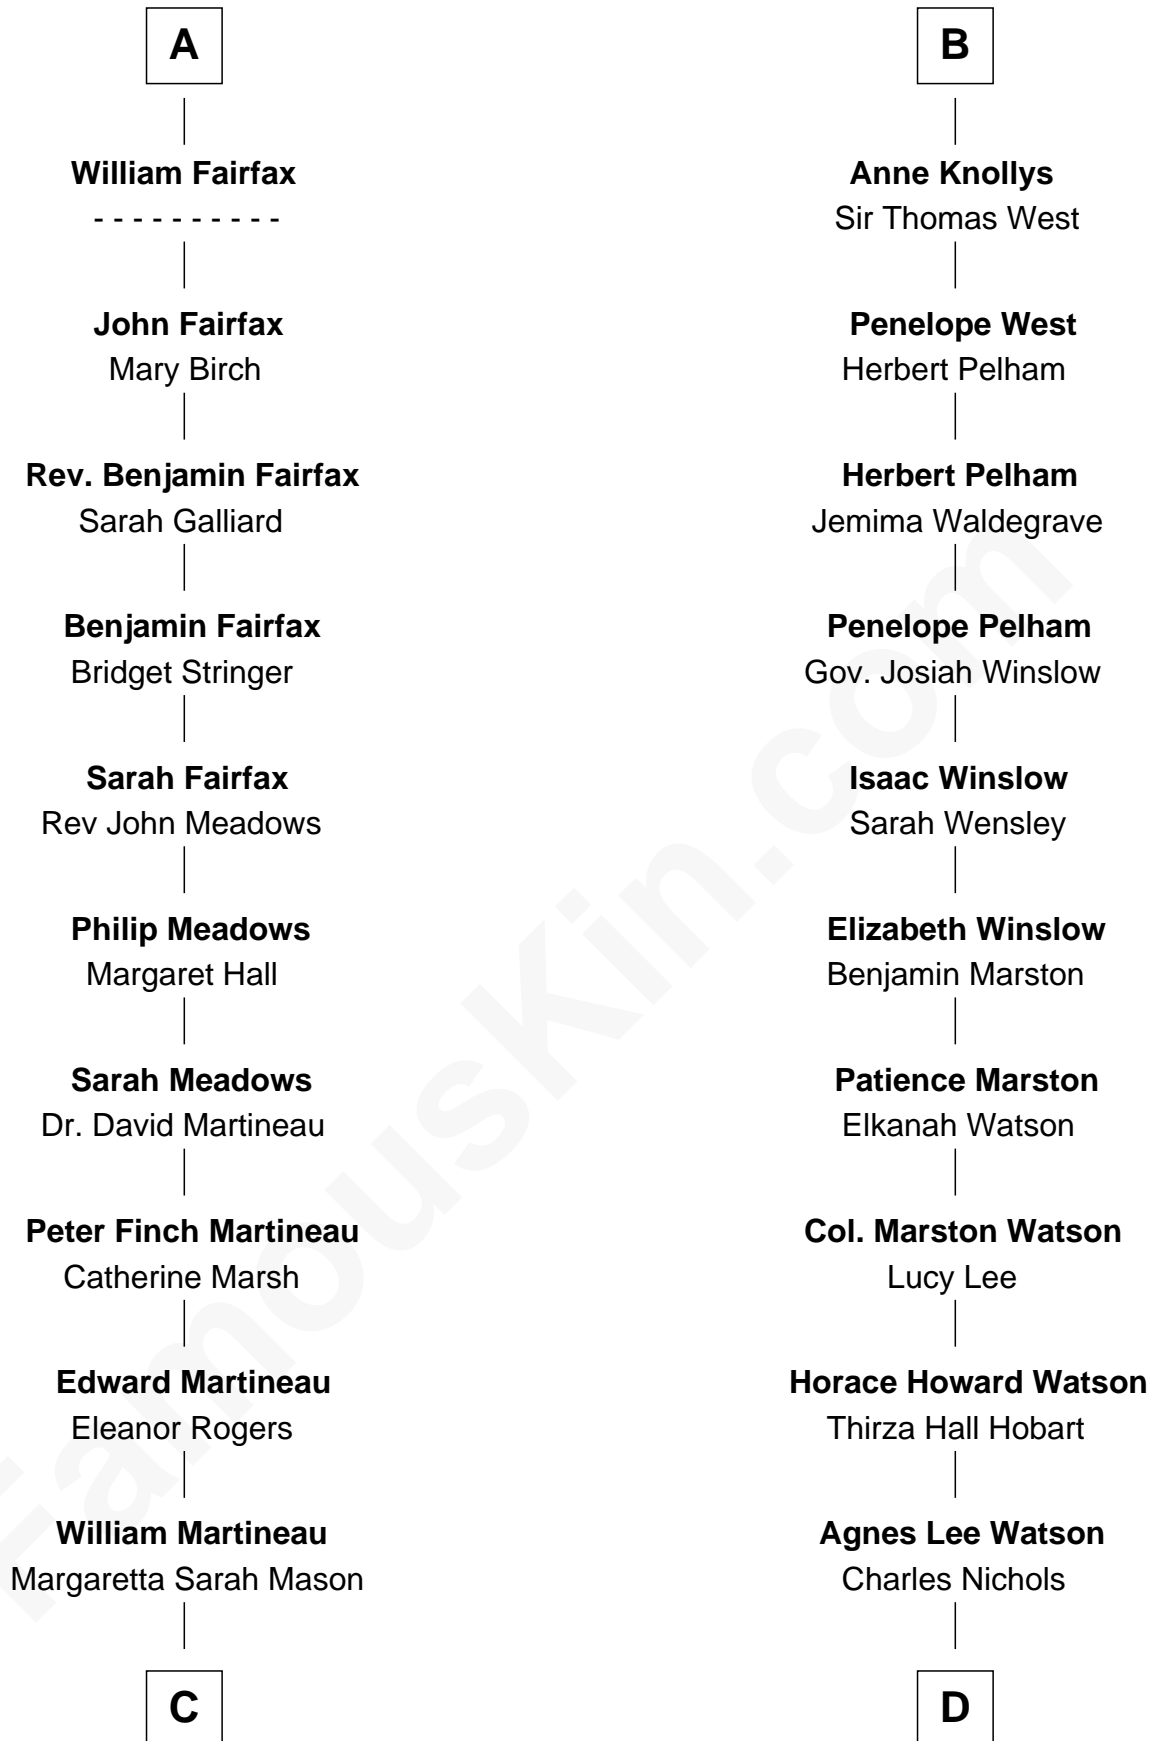 A
William Fairfax
- - - - - - - - - -
John Fairfax
Mary Birch
Rev. Benjamin Fairfax
Sarah Galliard
Benjamin Fairfax
Bridget Stringer
Sarah Fairfax
Rev John Meadows
Philip Meadows
Margaret Hall
Sarah Meadows
Dr. David Martineau
Peter Finch Martineau
Catherine Marsh
Edward Martineau
Eleanor Rogers
William Martineau
Margaretta Sarah Mason
C
B
Anne Knollys
Sir Thomas West
Penelope West
Herbert Pelham
Herbert Pelham
Jemima Waldegrave
Penelope Pelham
Gov. Josiah Winslow
Isaac Winslow
Sarah Wensley
Elizabeth Winslow
Benjamin Marston
Patience Marston
Elkanah Watson
Col. Marston Watson
Lucy Lee
Horace Howard Watson
Thirza Hall Hobart
Agnes Lee Watson
Charles Nichols
D
FamousKin.com